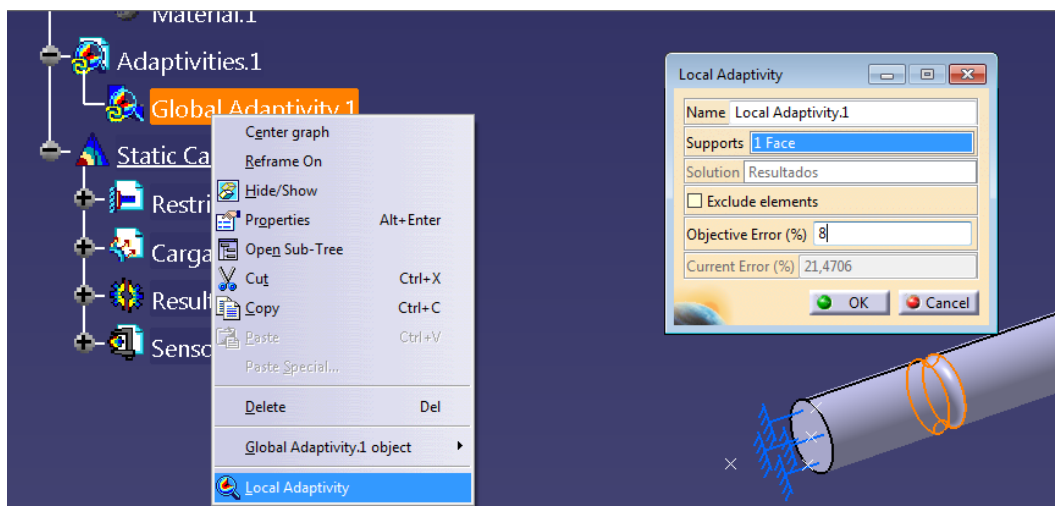 Material.1
Adaptivities.1
Global Adaptivity.1
Static Ca
Restri
Carga
Result
Senso
Center graph
Reframe On
Hide/Show
Properties Alt+Enter
Open Sub-Tree
Cut Ctrl+X
Copy Ctrl+C
Paste Ctrl+V
Paste Special...
Delete Del
Global Adaptivity.1 object
Local Adaptivity
Local Adaptivity
Name Local Adaptivity.1
Supports 1 Face
Solution Resultados
Exclude elements
Objective Error (%) 8
Current Error (%) 21,4706
OK Cancel